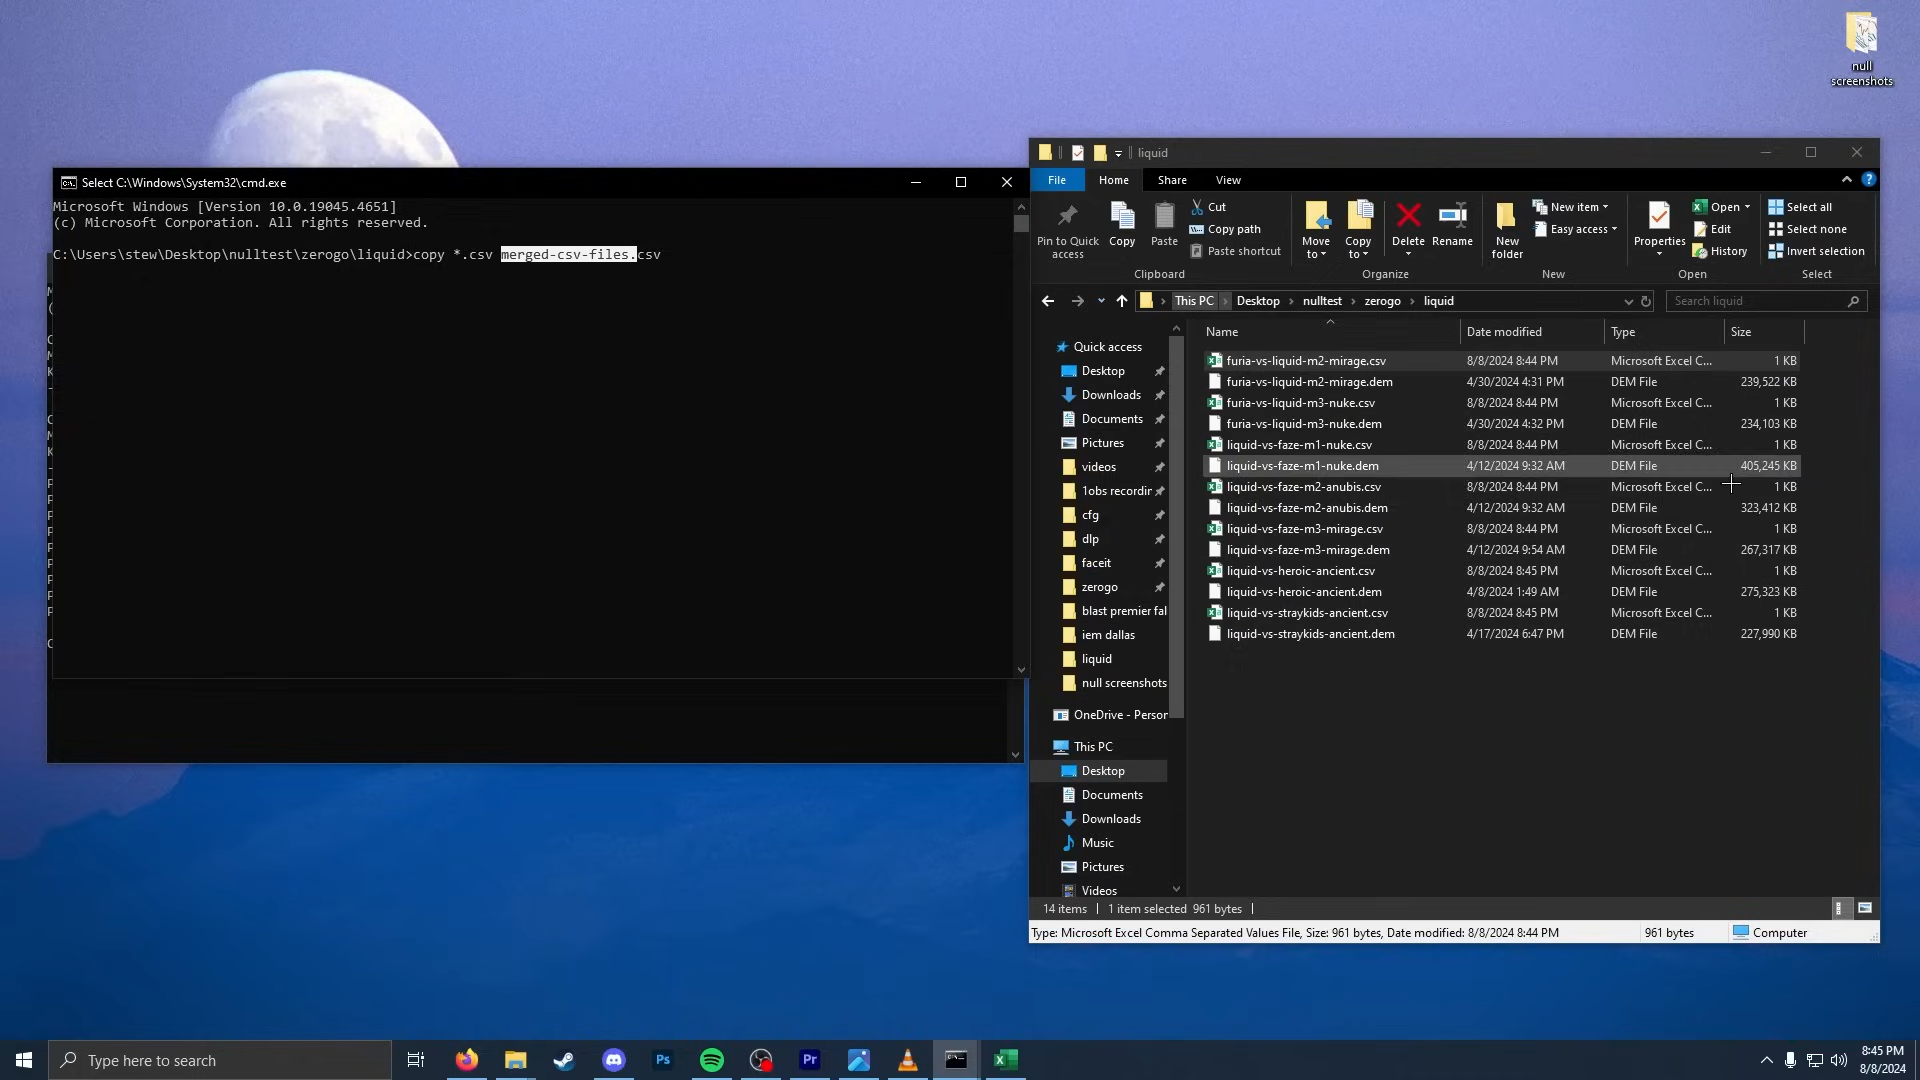 null
screenshots
Select C:\Windows\System32\cmd.exe
Microsoft Windows [Version 10.0.19045.4651]
(c) Microsoft Corporation. All rights reserved.
C:\Users\stew\Desktop\nulltest\zerogo\liquid>copy *.csv merged-csv-files.csv
liquid
File Home Share View
Pin to Quick access
Copy
Paste
Cut
Copy path
Paste shortcut
Clipboard
Move to
Copy to
Delete
Rename
Organize
New folder
New item
Easy access
New
Properties
Open
Edit
History
Open
Select all
Select none
Invert selection
Select
This PC Desktop nulltest zerogo liquid
Search liquid
Name Date modified Type Size
furia-vs-liquid-m2-mirage.csv 8/8/2024 8:44 PM Microsoft Excel C... 1 KB
furia-vs-liquid-m2-mirage.dem 4/30/2024 4:31 PM DEM File 239,522 KB
furia-vs-liquid-m3-nuke.csv 8/8/2024 8:44 PM Microsoft Excel C... 1 KB
furia-vs-liquid-m3-nuke.dem 4/30/2024 4:32 PM DEM File 234,103 KB
liquid-vs-faze-m1-nuke.csv 8/8/2024 8:44 PM Microsoft Excel C... 1 KB
liquid-vs-faze-m1-nuke.dem 4/12/2024 9:32 AM DEM File 405,245 KB
liquid-vs-faze-m2-anubis.csv 8/8/2024 8:44 PM Microsoft Excel C... 1 KB
liquid-vs-faze-m2-anubis.dem 4/12/2024 9:32 AM DEM File 323,412 KB
liquid-vs-faze-m3-mirage.csv 8/8/2024 8:44 PM Microsoft Excel C... 1 KB
liquid-vs-faze-m3-mirage.dem 4/12/2024 9:54 AM DEM File 267,317 KB
liquid-vs-heroic-ancient.csv 8/8/2024 8:45 PM Microsoft Excel C... 1 KB
liquid-vs-heroic-ancient.dem 4/8/2024 1:49 AM DEM File 275,323 KB
liquid-vs-straykids-ancient.csv 8/8/2024 8:45 PM Microsoft Excel C... 1 KB
liquid-vs-straykids-ancient.dem 4/17/2024 6:47 PM DEM File 227,990 KB
Quick access
Desktop
Downloads
Documents
Pictures
videos
1obs recordir
cfg
dlp
faceit
zerogo
blast premier fal
iem dallas
liquid
null screenshots
OneDrive - Person
This PC
Desktop
Documents
Downloads
Music
Pictures
Videos
14 items 1 item selected 961 bytes
Type: Microsoft Excel Comma Separated Values File, Size: 961 bytes, Date modified: 8/8/2024 8:44 PM 961 bytes Computer
Type here to search
Ps
Pr
8:45 PM
8/8/2024